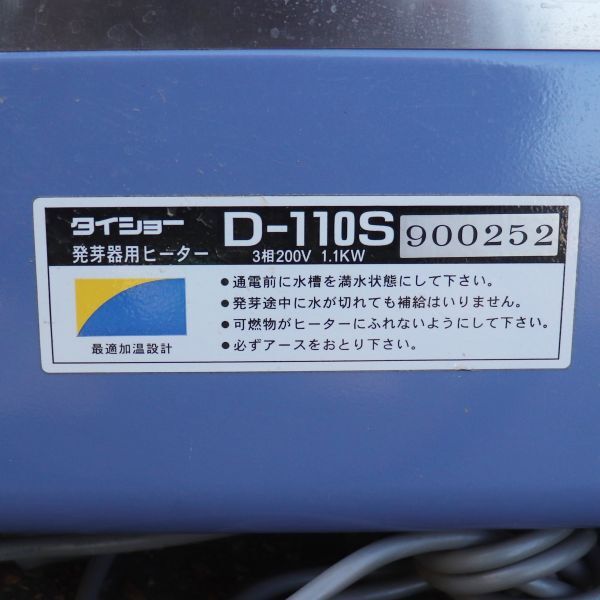 タイショー D-110S 900252
発芽器用ヒーター 3相200V 1.1KW
●通電前に水槽を満水状態にして下さい。
●発芽途中に水が切れても補給はいりません。
●可燃物がヒーターにふれないようにして下さい。
●必ずアースをおとり下さい。
最適加温設計